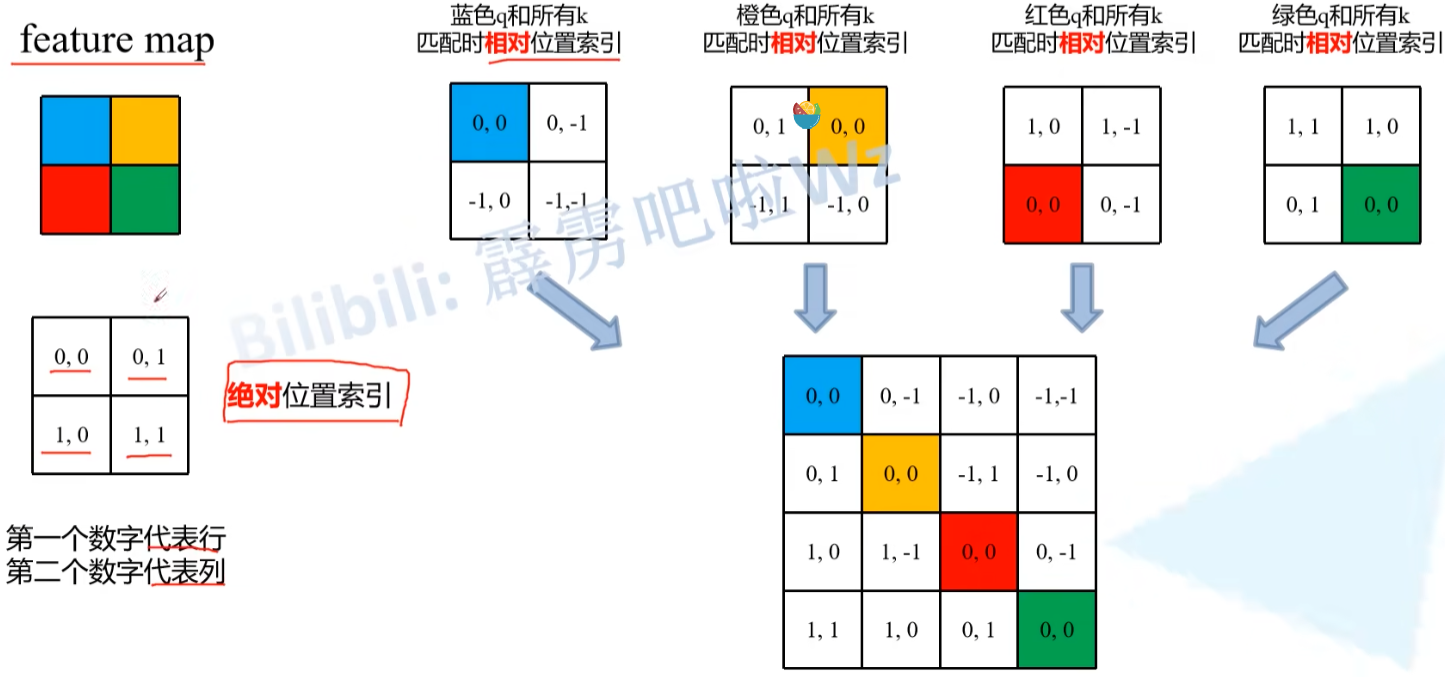 feature map
蓝色q和所有k
匹配时相对位置索引
橙色q和所有k
匹配时相对位置索引
红色q和所有k
匹配时相对位置索引
绿色q和所有k
匹配时相对位置索引
0, 0 0, -1
-1, 0 -1,-1
0, 1 0, 0
-1, 1 -1, 0
1, 0 1, -1
0, 0 0, -1
1, 1 1, 0
0, 1 0, 0
Bilibili: 霹雳吧啦Wz
0, 0 0, 1
1, 0 1, 1
绝对位置索引
第一个数字代表行
第二个数字代表列
0, 0 0, -1 -1, 0 -1,-1
0, 1 0, 0 -1, 1 -1, 0
1, 0 1, -1 0, 0 0, -1
1, 1 1, 0 0, 1 0, 0